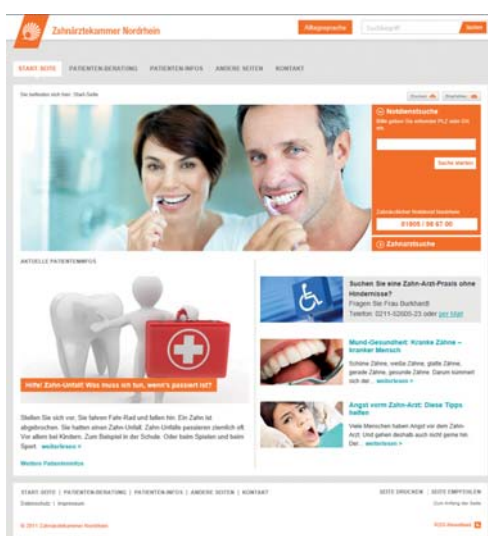 Zahnärztekammer Nordrhein
Alltagssprache
Suchbegriff
START-SEITE PATIENTEN-BERATUNG PATIENTEN-INFOS ANDERE SEITEN KONTAKT
Sie befinden sich hier: Start-Seite
Drucken
Notdienstsuche
Bitte geben Sie entweder PLZ oder Ort
ein.
Suche starten
Zahnärztlicher Notdienst Nordrhein
01805 / 98 67 00
Zahnarztsuche
AKTUELLE PATIENTENINFOS
Hilfe! Zahn-Unfall: Was muss ich tun, wenn's passiert ist?
Stellen Sie sich vor, Sie fahren Fahr-Rad und fallen hin. Ein Zahn ist
abgebrochen. Sie hatten einen Zahn-Unfall. Zahn-Unfälle passieren ziemlich oft.
Vor allem bei Kindern. Zum Beispiel in der Schule. Oder beim Spielen und beim
Sport. weiterlesen »
Weitere Patienteninfos
Suchen Sie eine Zahn-Arzt-Praxis ohne
Hindernisse?
Fragen Sie Frau Burkhardt
Telefon: 0211-52605-23 oder per Mail
Mund-Gesundheit: Kranke Zähne –
kranker Mensch
Schöne Zähne, weiße Zähne, glatte Zähne,
gerade Zähne, gesunde Zähne. Darum kümmert
sich der... weiterlesen »
Angst vorm Zahn-Arzt: Diese Tipps
helfen
Viele Menschen haben Angst vor dem Zahn-
Arzt. Und gehen deshalb auch nicht gerne hin.
Der... weiterlesen »
START-SEITE | PATIENTEN-BERATUNG | PATIENTEN-INFOS | ANDERE SEITEN | KONTAKT
SEITE DRUCKEN | SEITE EMPFEHLEN
Datenschutz | Impressum
Zum Anfang der Seite
© 2011 Zahnärztekammer Nordrhein
RSS-Newsfeed